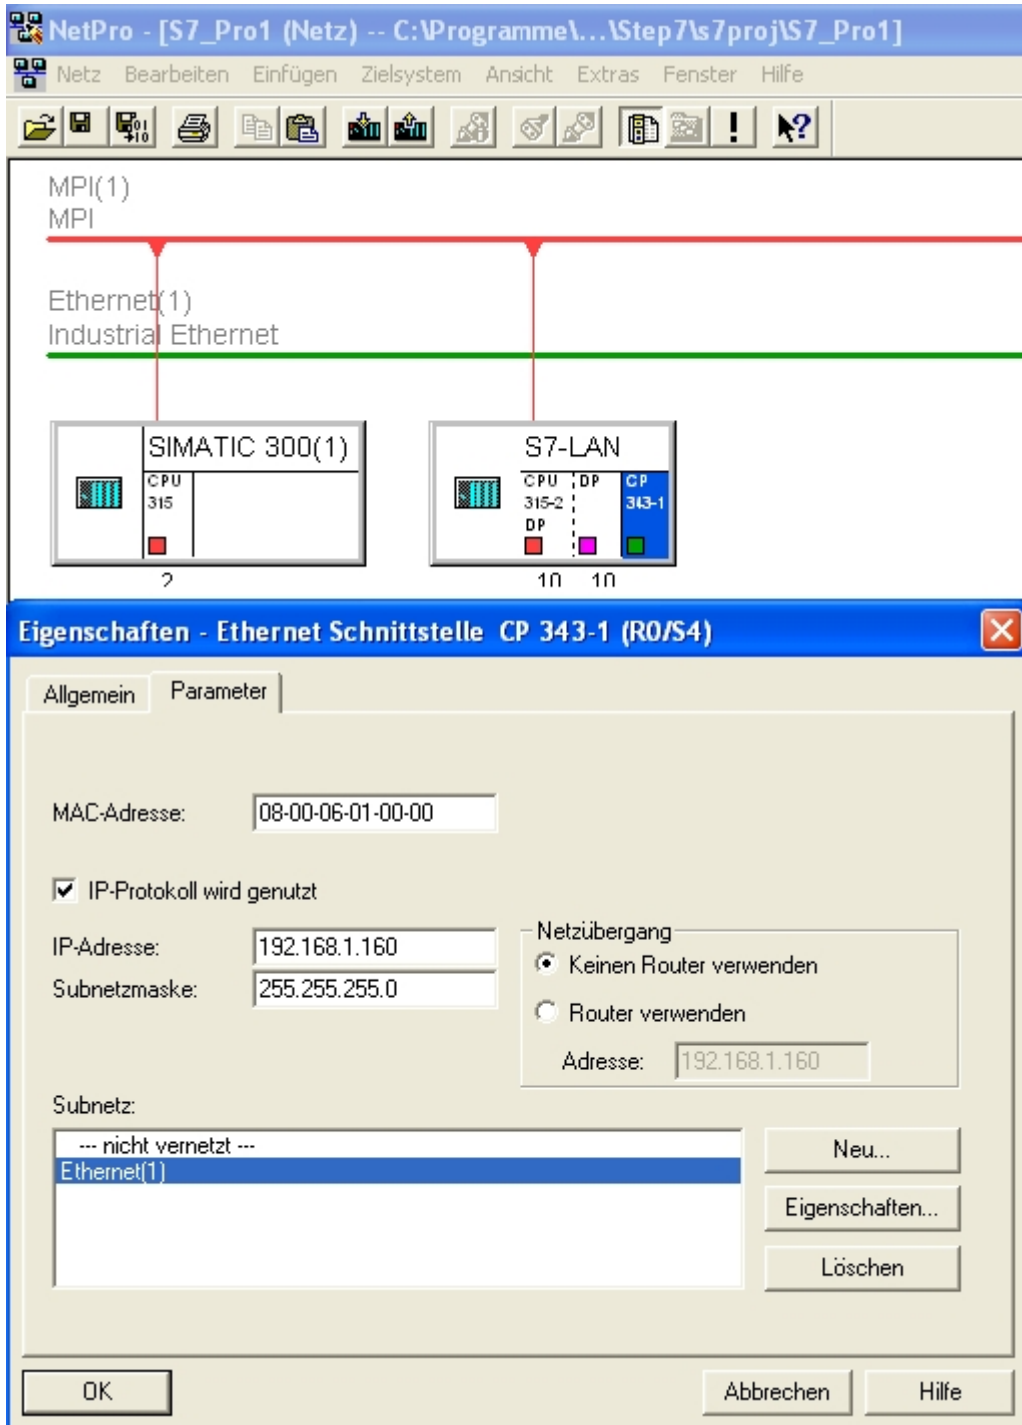 NetPro - [S7_Pro1 (Netz) -- C:\Programme\...\Step7\s7proj\S7_Pro1]
Netz Bearbeiten Einfügen Zielsystem Ansicht Extras Fenster Hilfe
MPI(1)
MPI
Ethernet(1)
Industrial Ethernet
SIMATIC 300(1)
CPU
315
2
S7-LAN
CPU DP CP
315-2 343-1
DP
10 10
Eigenschaften - Ethernet Schnittstelle CP 343-1 (R0/S4)
Allgemein Parameter
MAC-Adresse: 08-00-06-01-00-00
IP-Protokoll wird genutzt
IP-Adresse: 192.168.1.160
Subnetzmaske: 255.255.255.0
Netzübergang
Keinen Router verwenden
Router verwenden
Adresse: 192.168.1.160
Subnetz:
--- nicht vernetzt ---
Ethernet(1)
Neu...
Eigenschaften...
Löschen
OK Abbrechen Hilfe